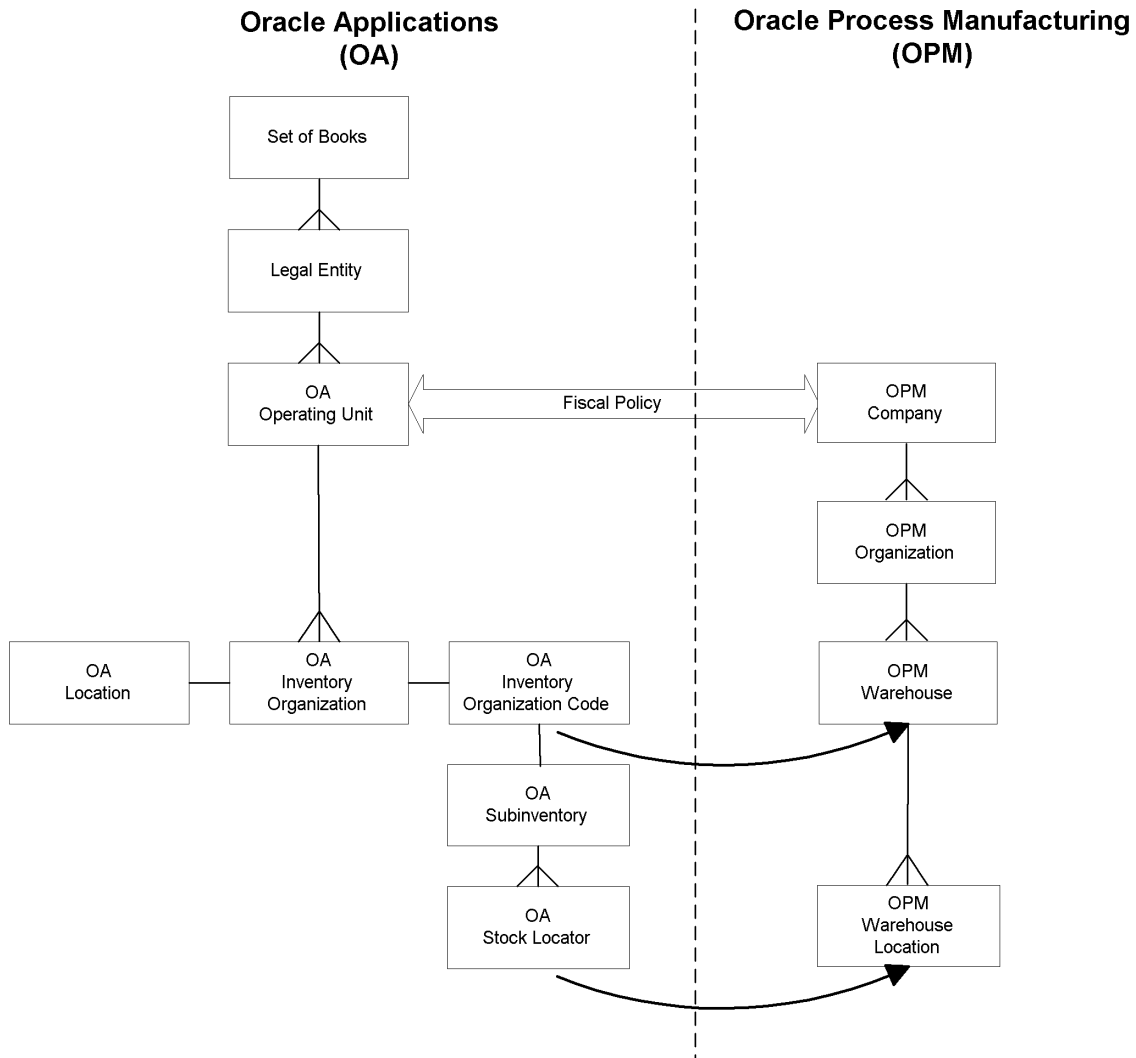 Oracle Applications
(OA)
Oracle Process Manufacturing
(OPM)
Set of Books
Legal Entity
OA
Operating Unit
Fiscal Policy
OPM
Company
OPM
Organization
OA
Location
OA
Inventory
Organization
OA
Inventory
Organization Code
OPM
Warehouse
OA
Subinventory
OA
Stock Locator
OPM
Warehouse
Location